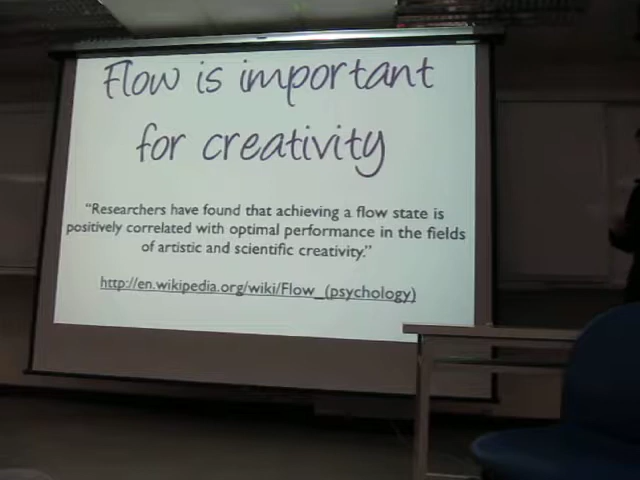 Flow is important
for creativity
“Researchers have found that achieving a flow state is
positively correlated with optimal performance in the fields
of artistic and scientific creativity.”
http://en.wikipedia.org/wiki/Flow_(psychology)